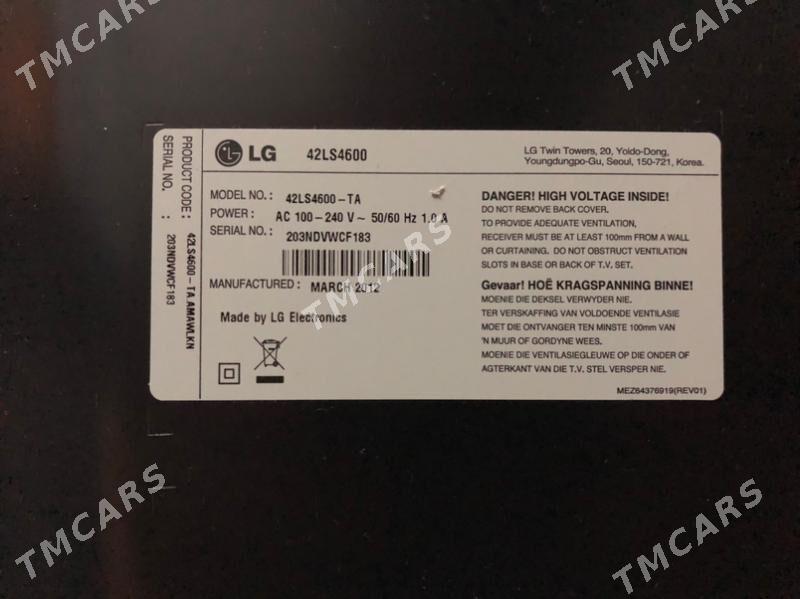 TMCARS
TMCARS
PRODUCT CODE : 42LS4600-TA.AMAWLKN
SERIAL NO. : 203NDVWCF183
LG 42LS4600
LG Twin Towers, 20, Yoido-Dong,
Youngdungpo-Gu, Seoul, 150-721, Korea.
MODEL NO. : 42LS4600-TA
POWER : AC 100-240 V ~ 50/60 Hz 1.0 A
SERIAL NO. : 203NDVWCF183
MANUFACTURED : MARCH 2012
Made by LG Electronics
DANGER! HIGH VOLTAGE INSIDE!
DO NOT REMOVE BACK COVER.
TO PROVIDE ADEQUATE VENTILATION,
RECEIVER MUST BE AT LEAST 100mm FROM A WALL
OR CURTAINING. DO NOT OBSTRUCT VENTILATION
SLOTS IN BASE OR BACK OF T.V. SET.
Gevaar! HOË KRAGSPANNING BINNE!
MOENIE DIE DEKSEL VERWYDER NIE.
TER VERSKAFFING VAN VOLDOENDE VENTILASIE
MOET DIE ONTVANGER TEN MINSTE 100mm VAN
'N MUUR OF GORDYNE WEES.
MOENIE DIE VENTILASIEGLEUWE OP DIE ONDER OF
AGTERKANT VAN DIE T.V. STEL VERSPER NIE.
MEZ64376919(REV01)
TMCARS
TMCARS
TMCARS